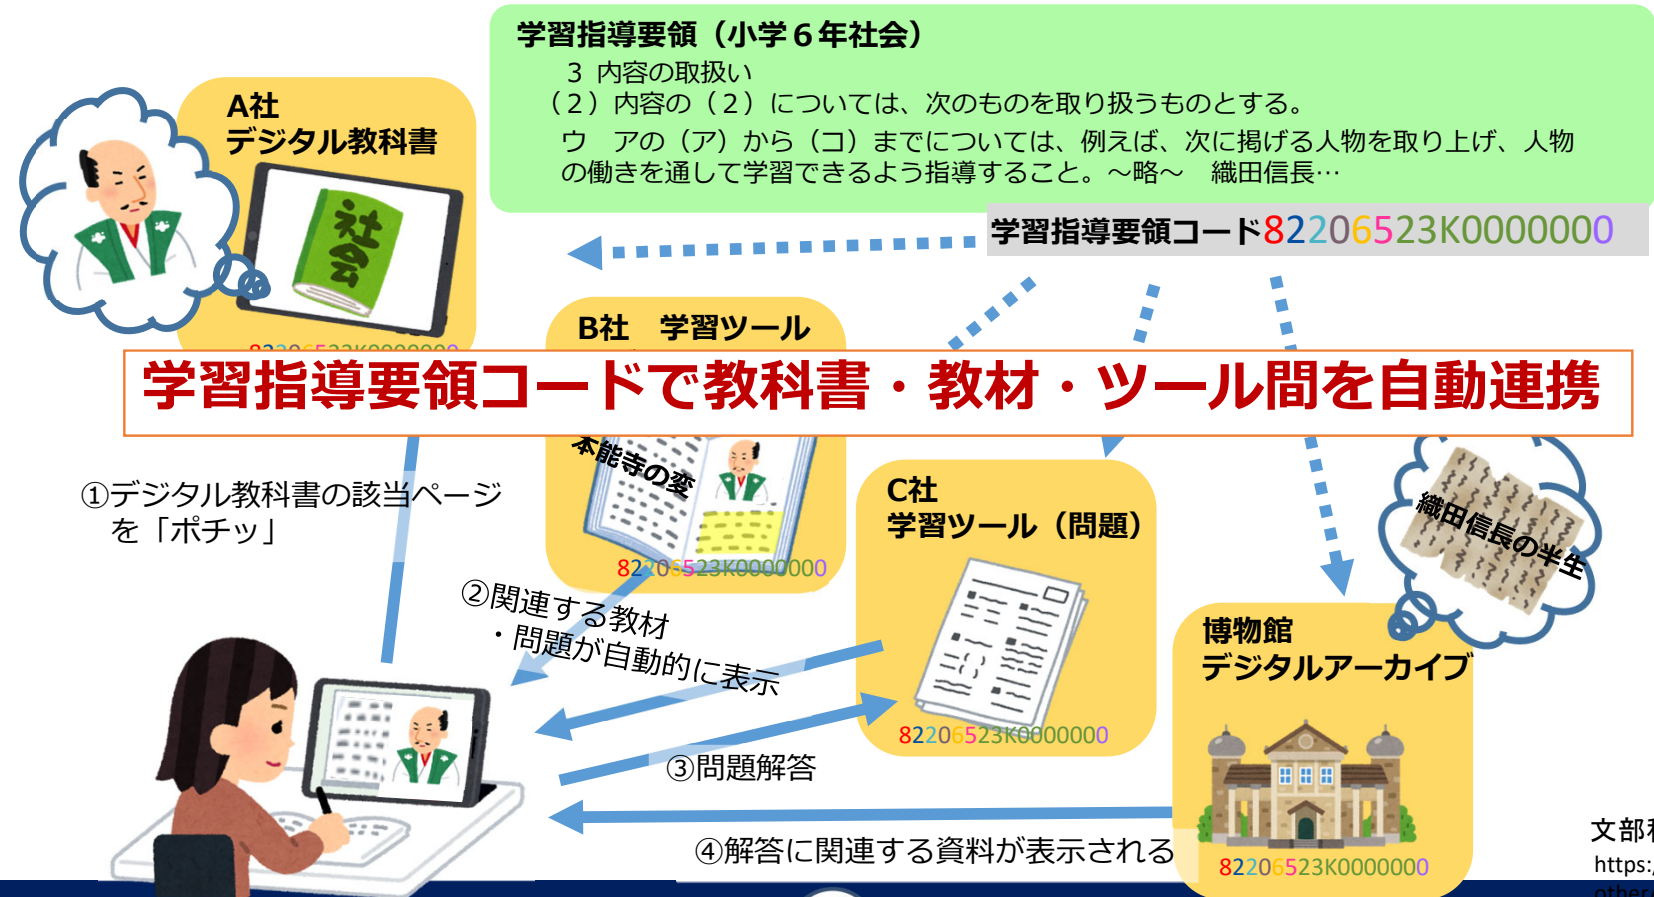 学習指導要領（小学６年社会）
3 内容の取扱い
（２）内容の（２）については、次のものを取り扱うものとする。
ウ　アの（ア）から（コ）までについては、例えば、次に掲げる人物を取り上げ、人物
の働きを通して学習できるよう指導すること。～略～　織田信長…
学習指導要領コード82206523K0000000
A社
デジタル教科書
社会
B社　学習ツール
学習指導要領コードで教科書・教材・ツール間を自動連携
本能寺の変
82206523K0000000
①デジタル教科書の該当ページ
を「ポチッ」
②関連する教材
・問題が自動的に表示
C社
学習ツール（問題）
82206523K0000000
③問題解答
④解答に関連する資料が表示される
織田信長の半生
博物館
デジタルアーカイブ
82206523K0000000
文部
https:/